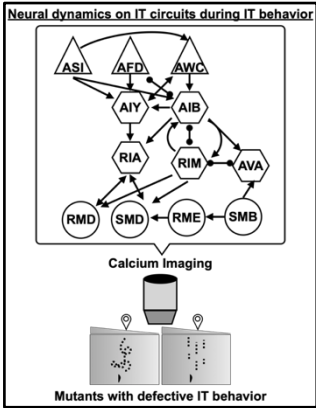 Neural dynamics on IT circuits during IT behavior
ASI AFD AWC
AIY AIB
RIA RIM AVA
RMD SMD RME SMB
Calcium Imaging
Mutants with defective IT behavior